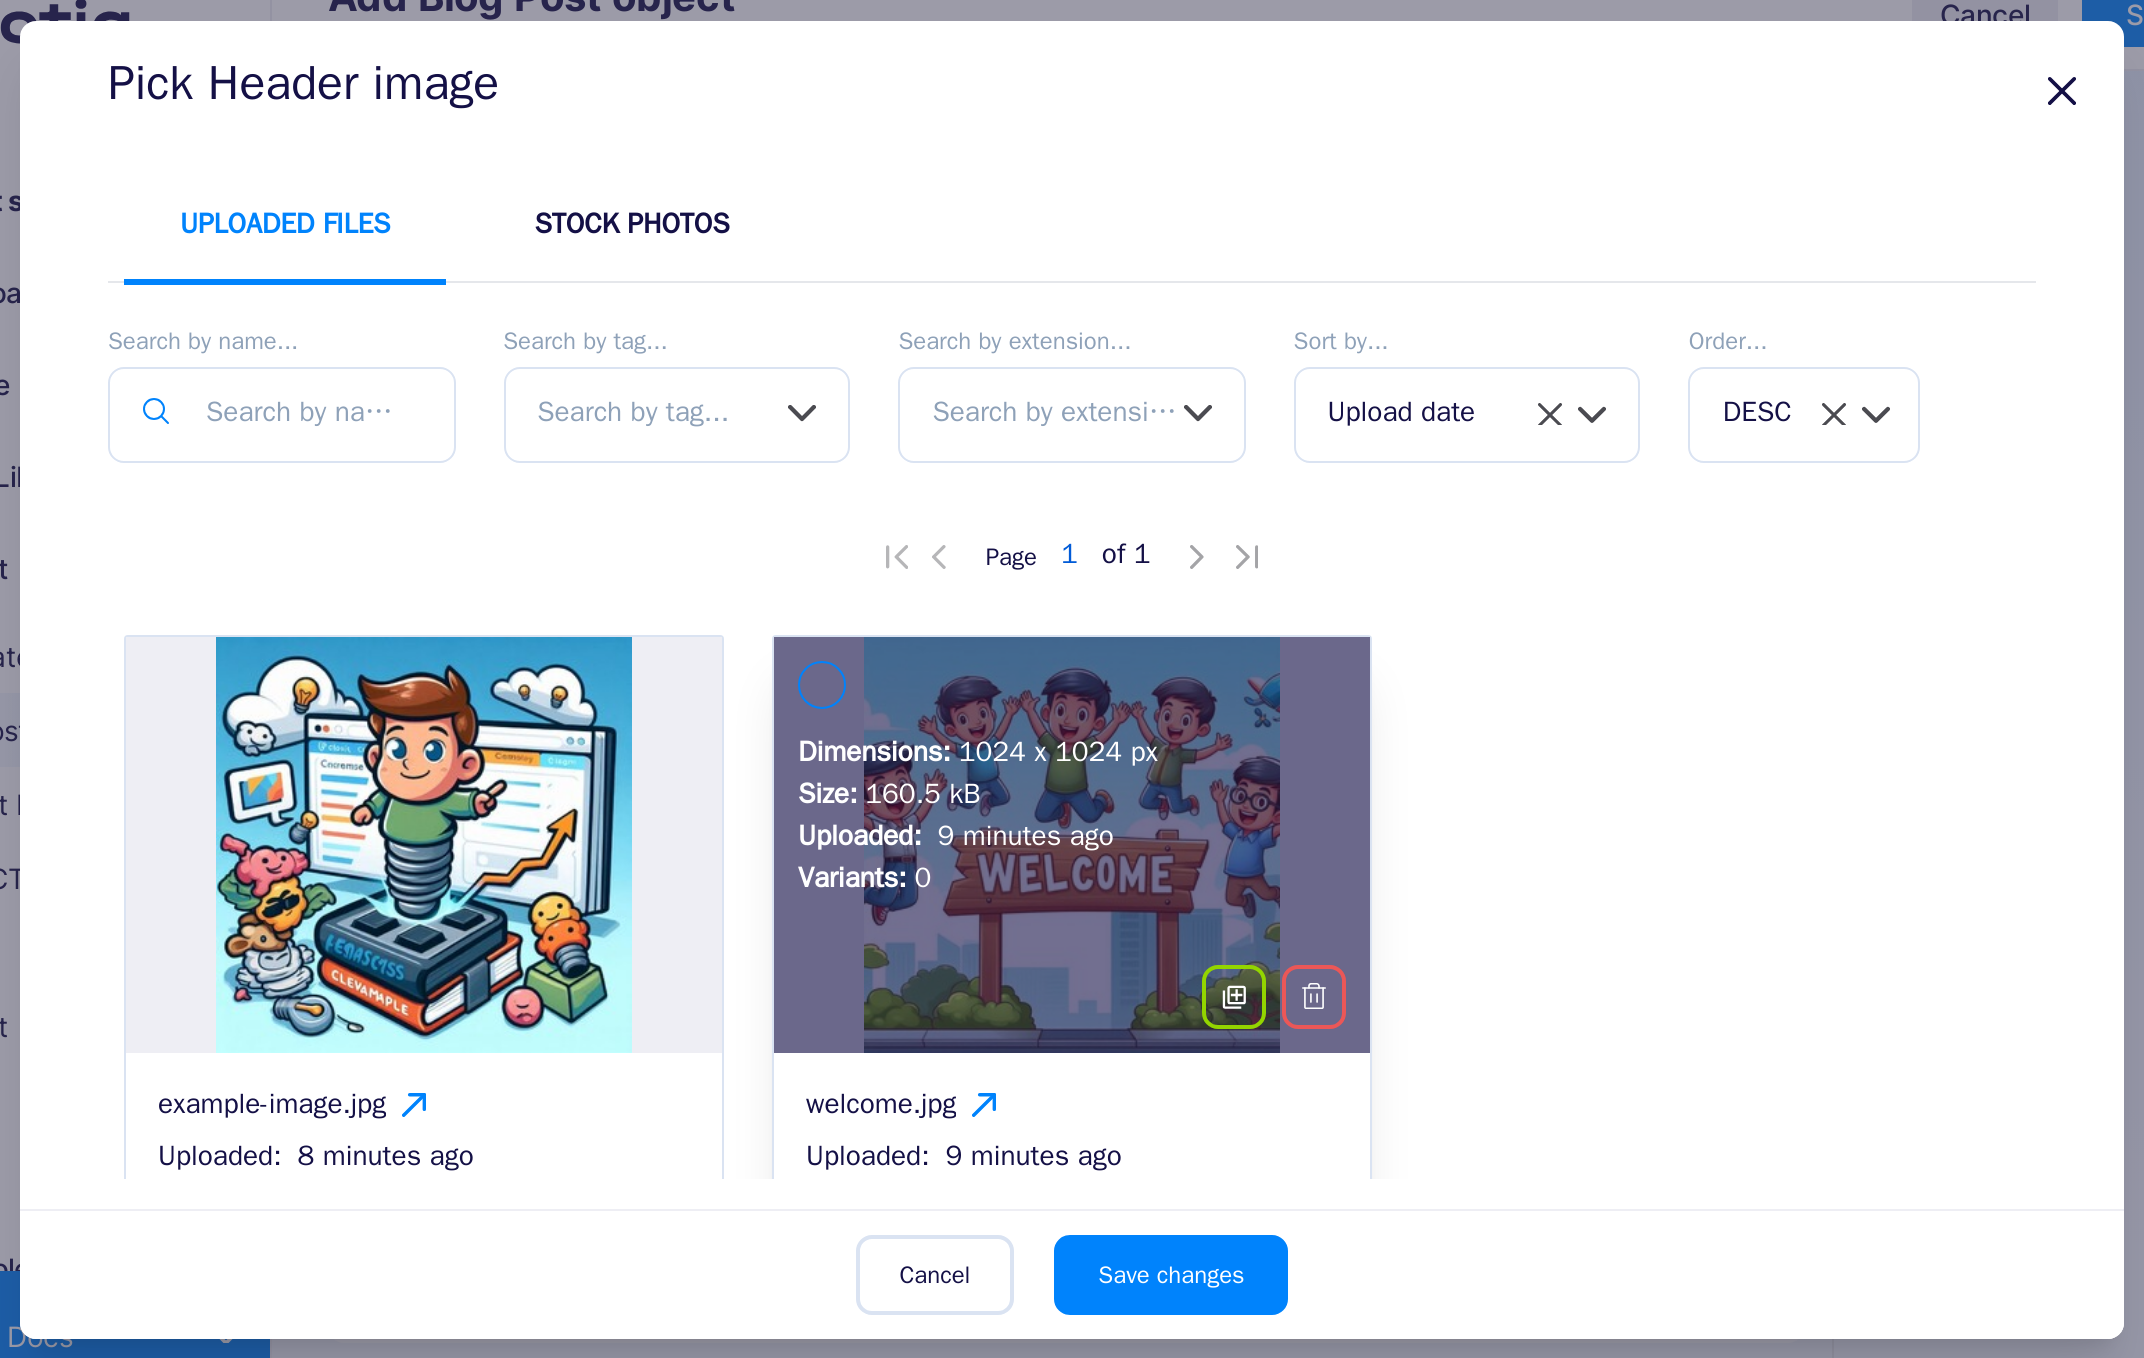 Add Blog Post object
Cancel
Pick Header image
UPLOADED FILES
STOCK PHOTOS
Search by name...
Search by tag...
Search by extension...
Sort by...
Order...
Search by na···
Search by tag...
Search by extensi···
Upload date
DESC
Page 1 of 1
Dimensions: 1024 x 1024 px
Size: 160.5 kB
Uploaded: 9 minutes ago
Variants: 0
WELCOME
CLEVAMAPLE
example-image.jpg
welcome.jpg
Uploaded: 8 minutes ago
Uploaded: 9 minutes ago
Cancel
Save changes
Docs